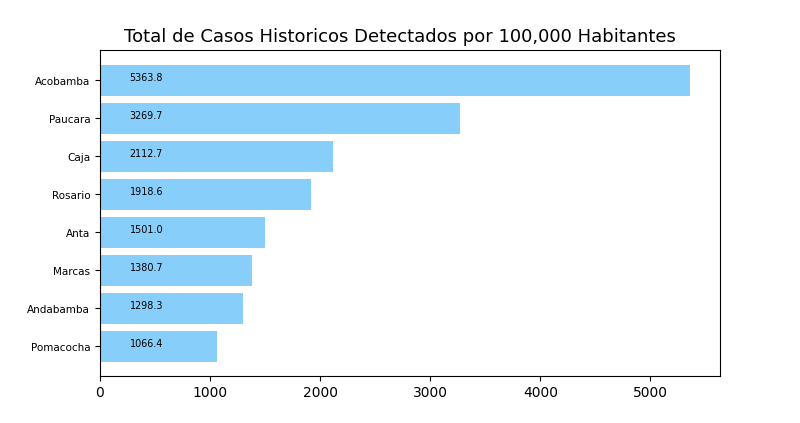 Total de Casos Historicos Detectados por 100,000 Habitantes
Acobamba 5363.8
Paucara 3269.7
Caja 2112.7
Rosario 1918.6
Anta 1501.0
Marcas 1380.7
Andabamba 1298.3
Pomacocha 1066.4
0 1000 2000 3000 4000 5000